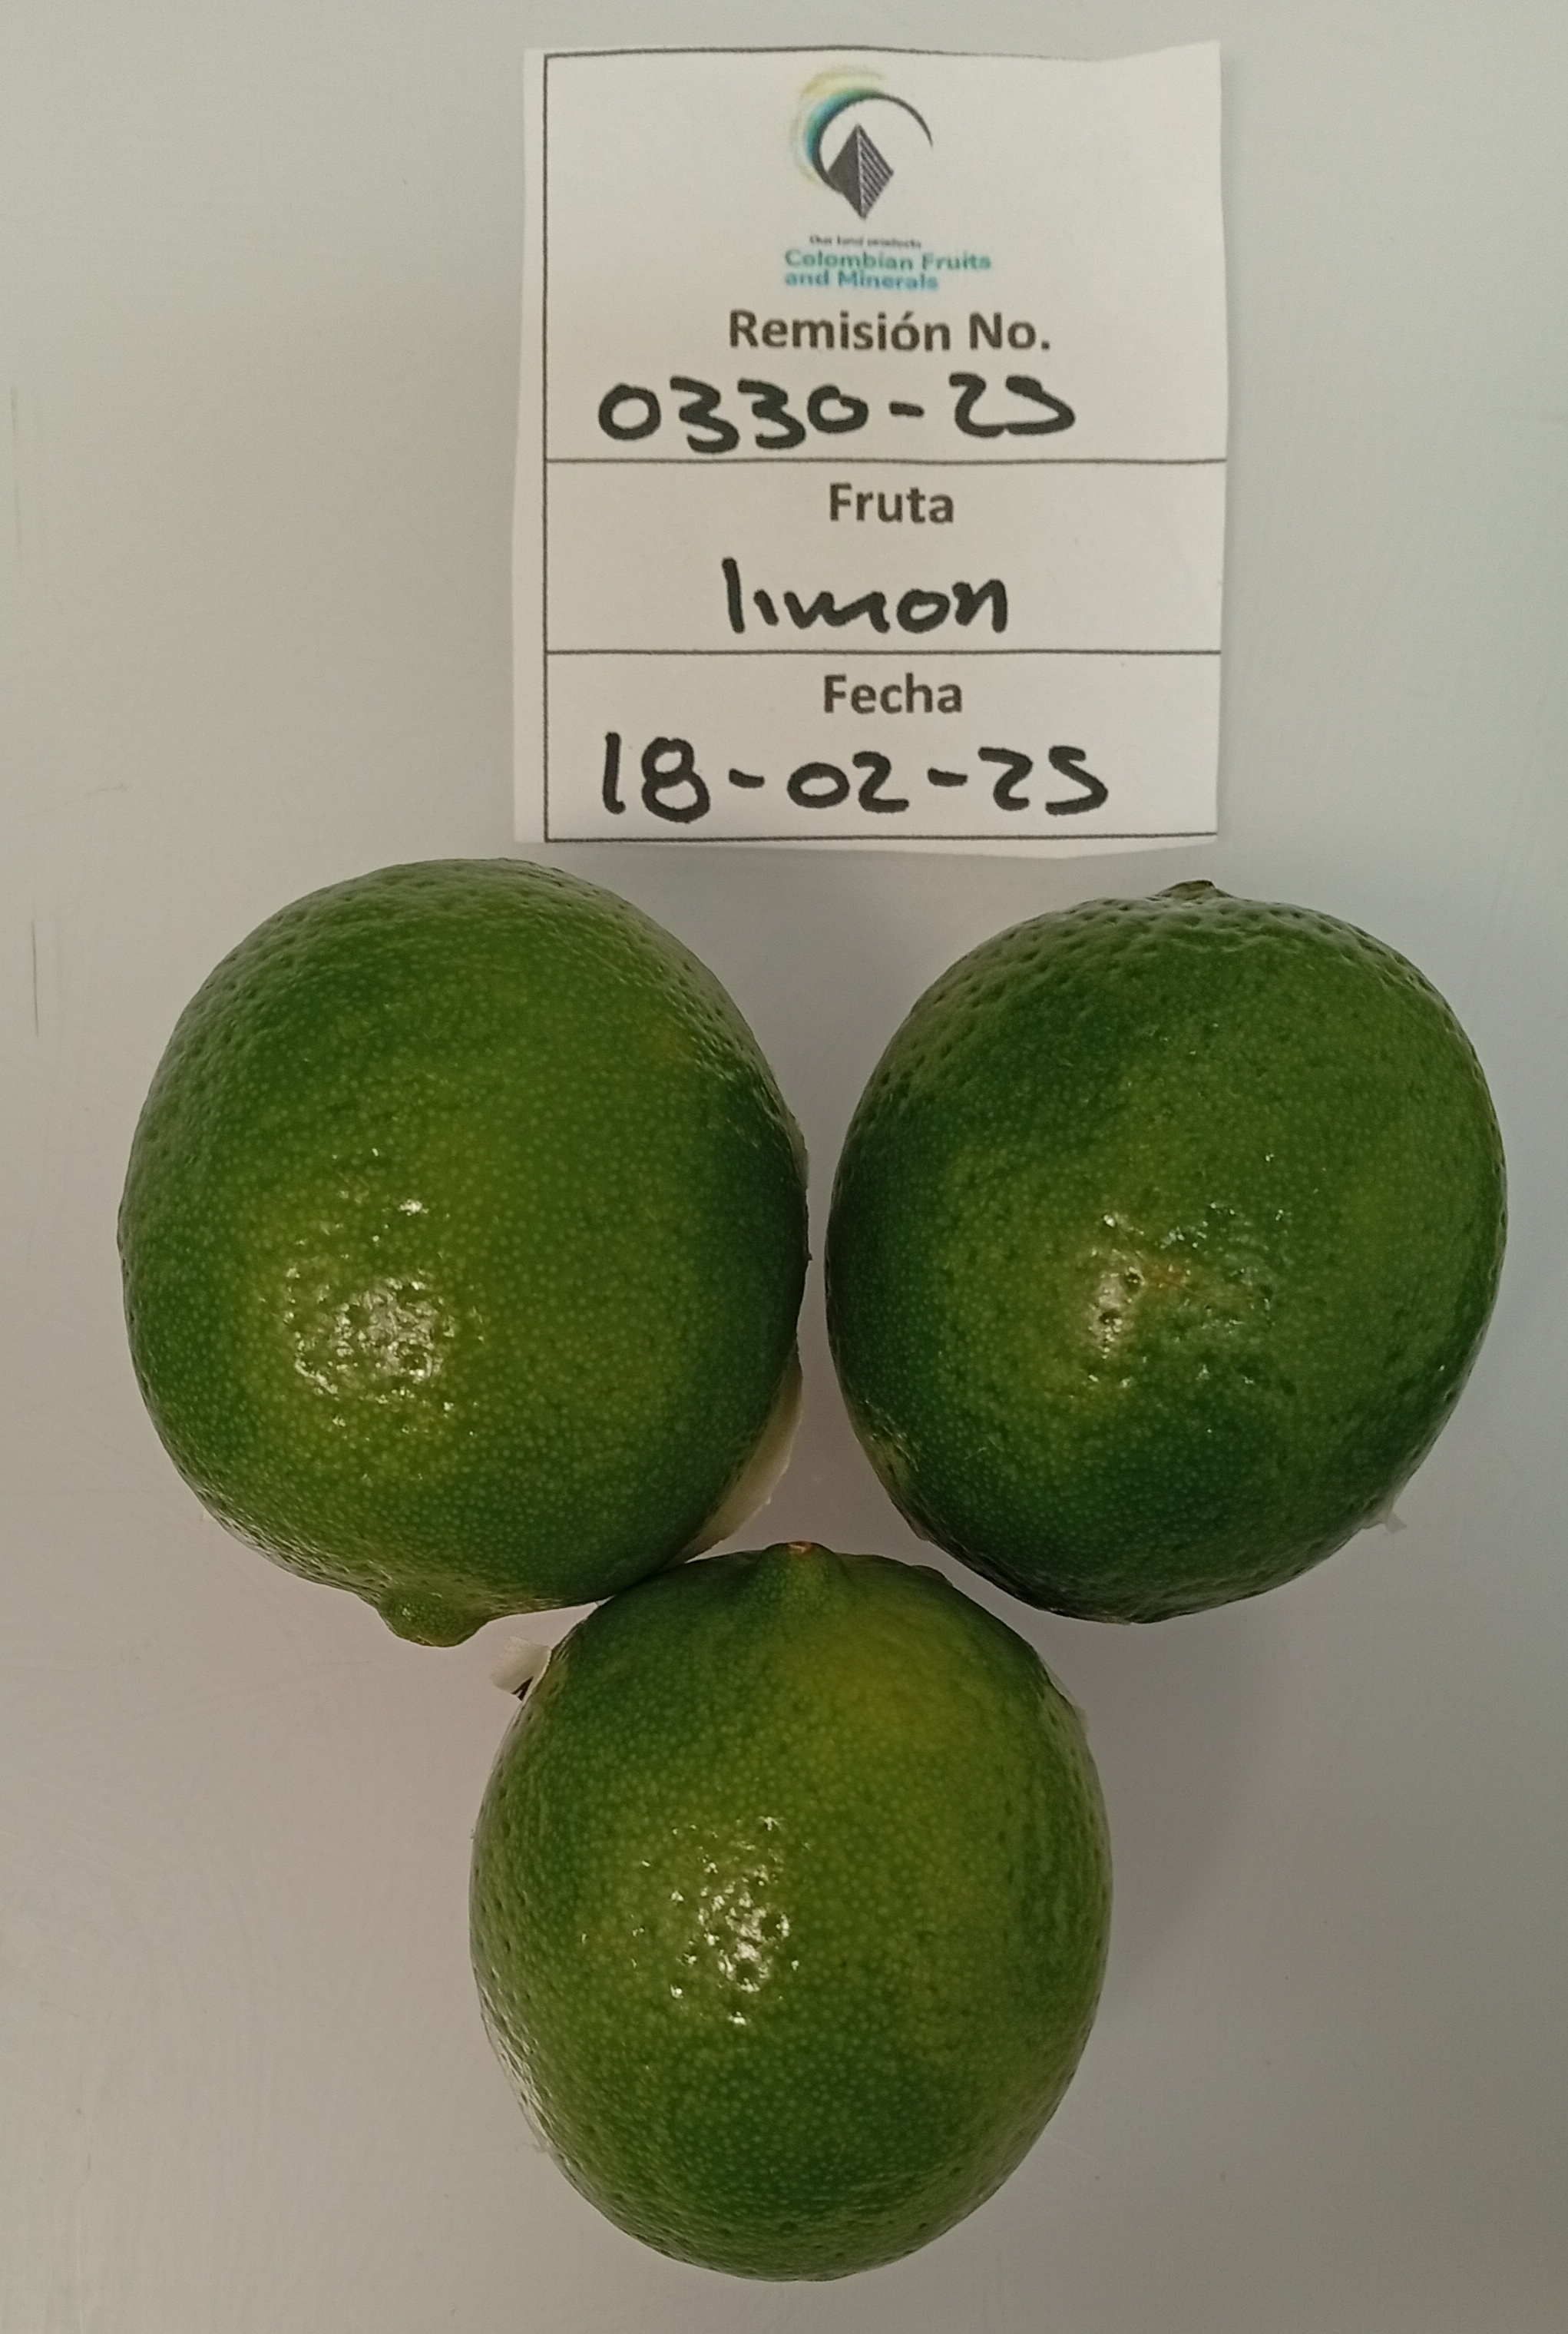 Our land products
Colombian Fruits
and Minerals
Remisión No.
0330-25
Fruta
limon
Fecha
18-02-25